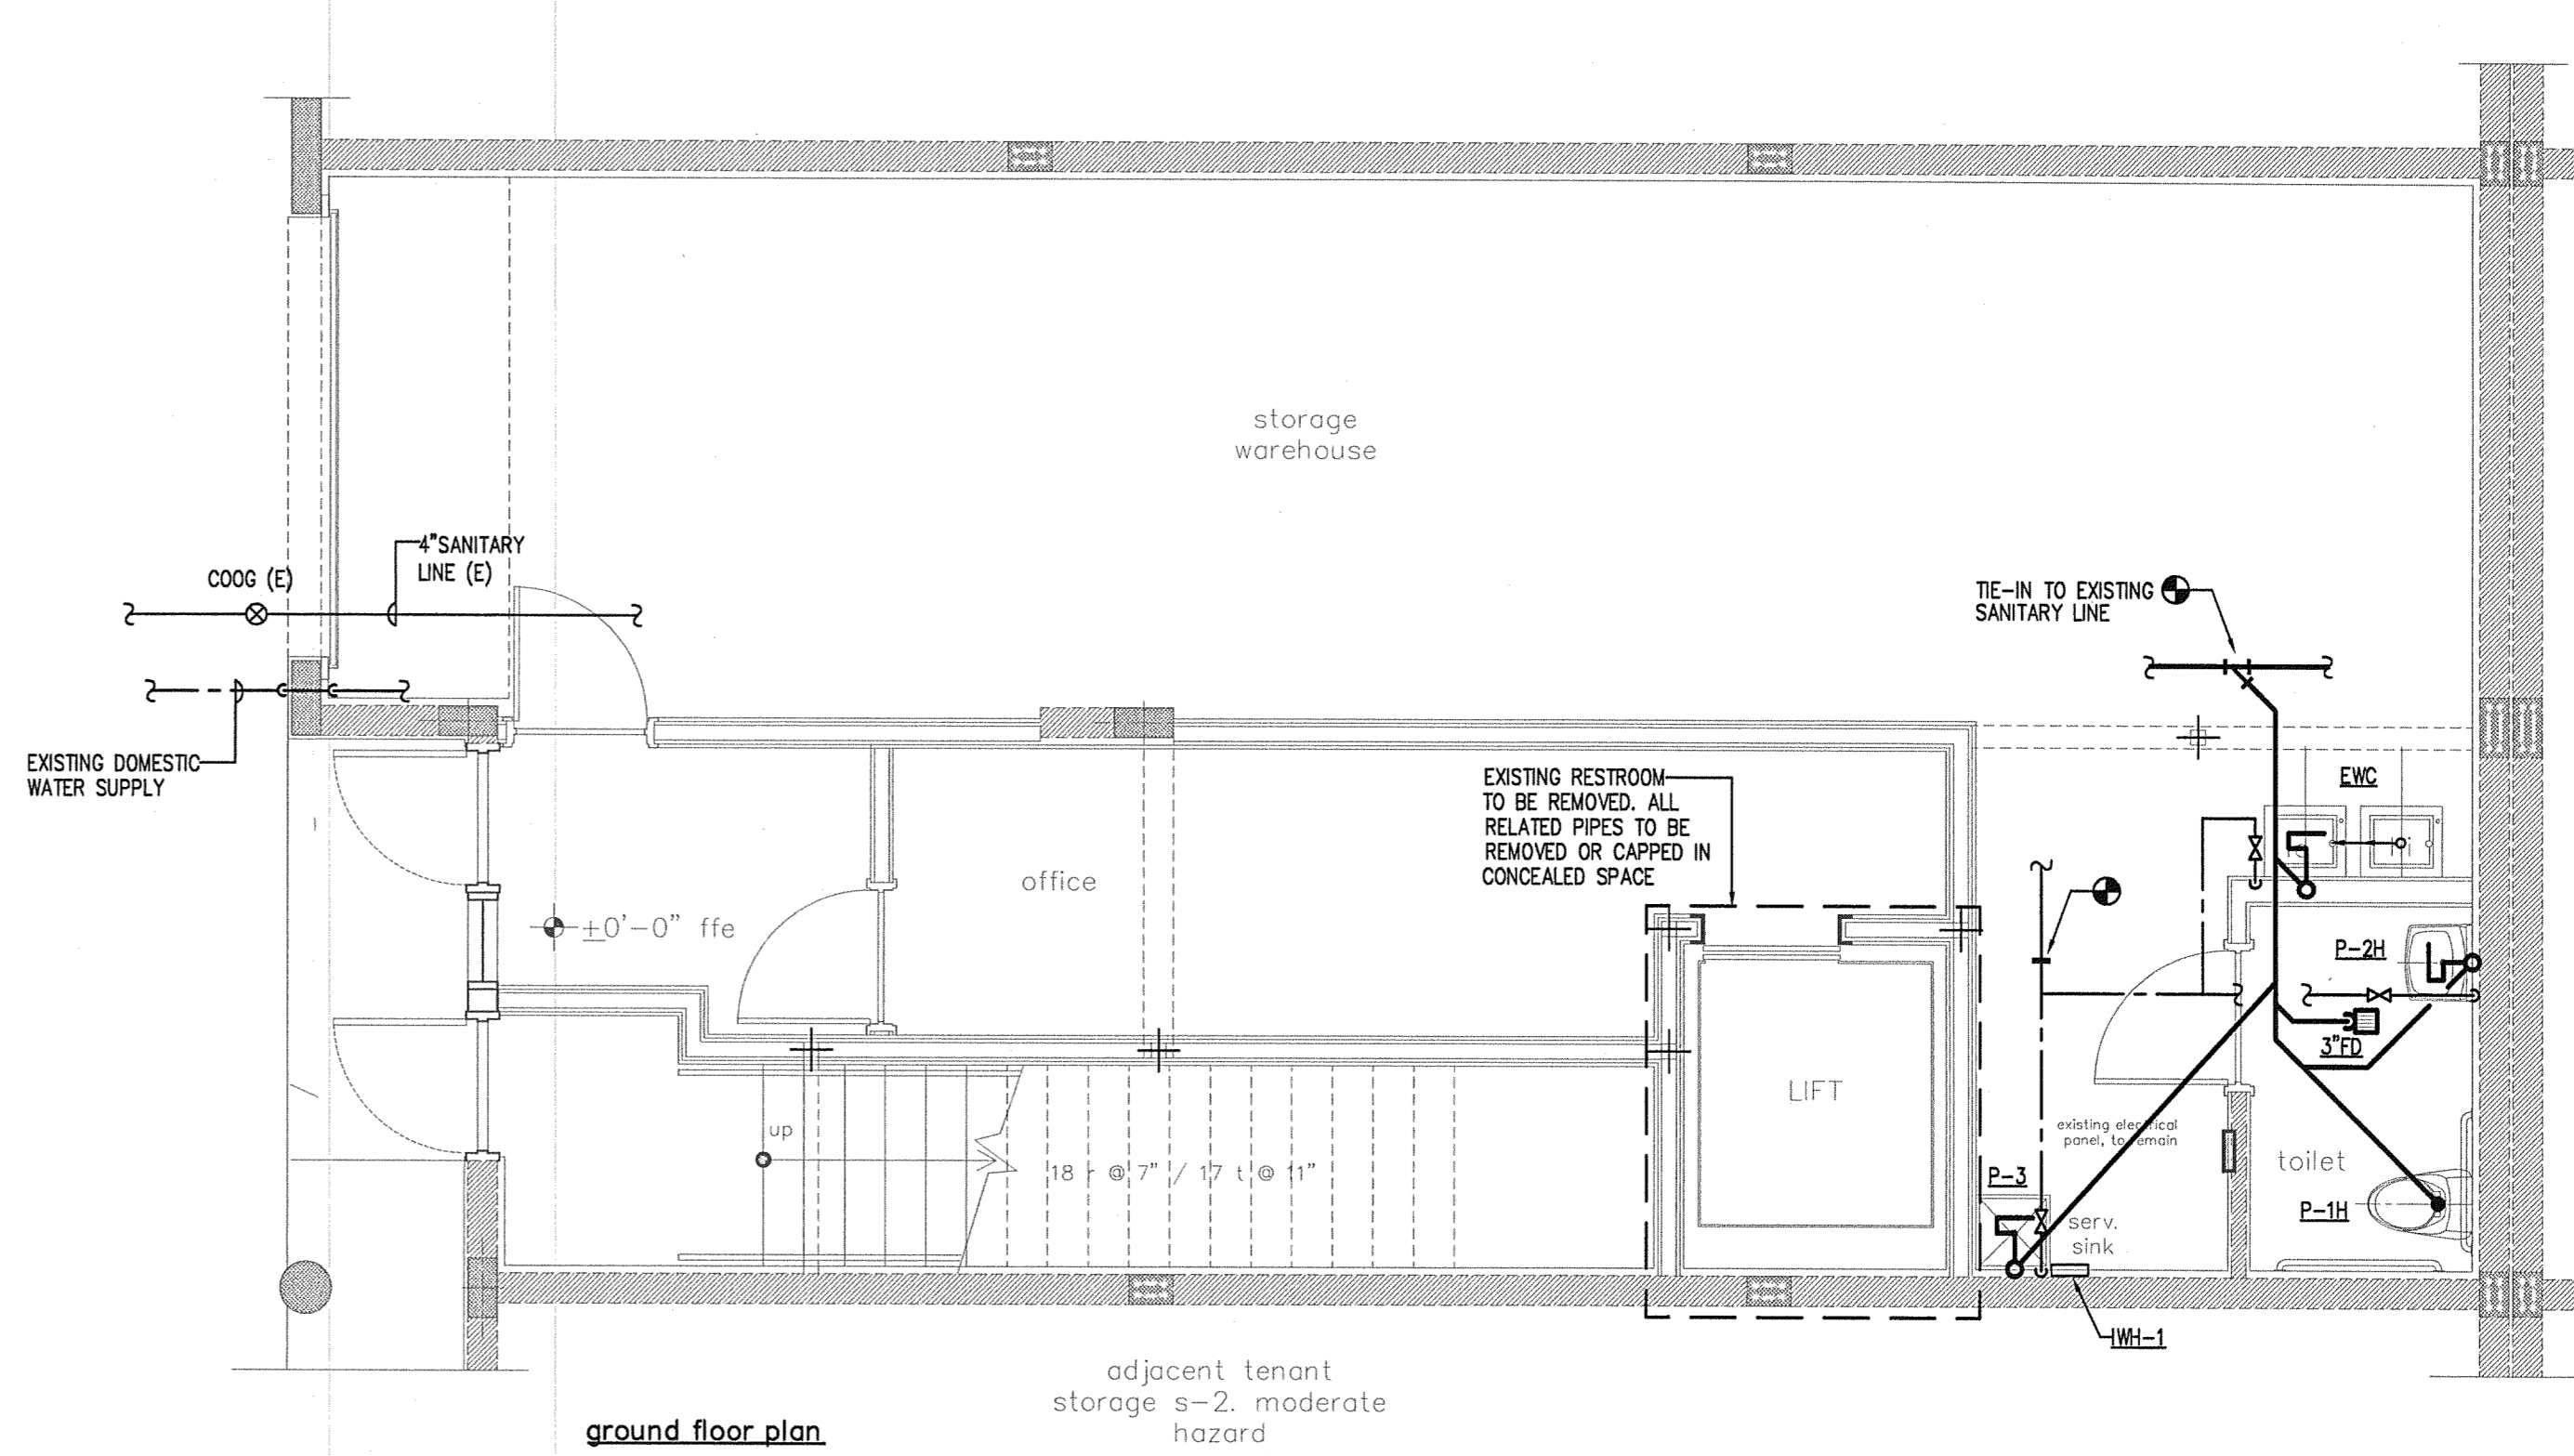 storage
warehouse
4"SANITARY
LINE (E)
COOG (E)
TIE-IN TO EXISTING
SANITARY LINE
EXISTING DOMESTIC
WATER SUPPLY
EXISTING RESTROOM
TO BE REMOVED. ALL
RELATED PIPES TO BE
REMOVED OR CAPPED IN
CONCEALED SPACE
EWC
office
±0'-0" ffe
P-2H
3"FD
LIFT
up
18 r @ 7" / 17 t @ 11"
existing electrical
panel, to remain
toilet
P-3
P-1H
serv.
sink
IWH-1
adjacent tenant
storage s-2. moderate
hazard
ground floor plan